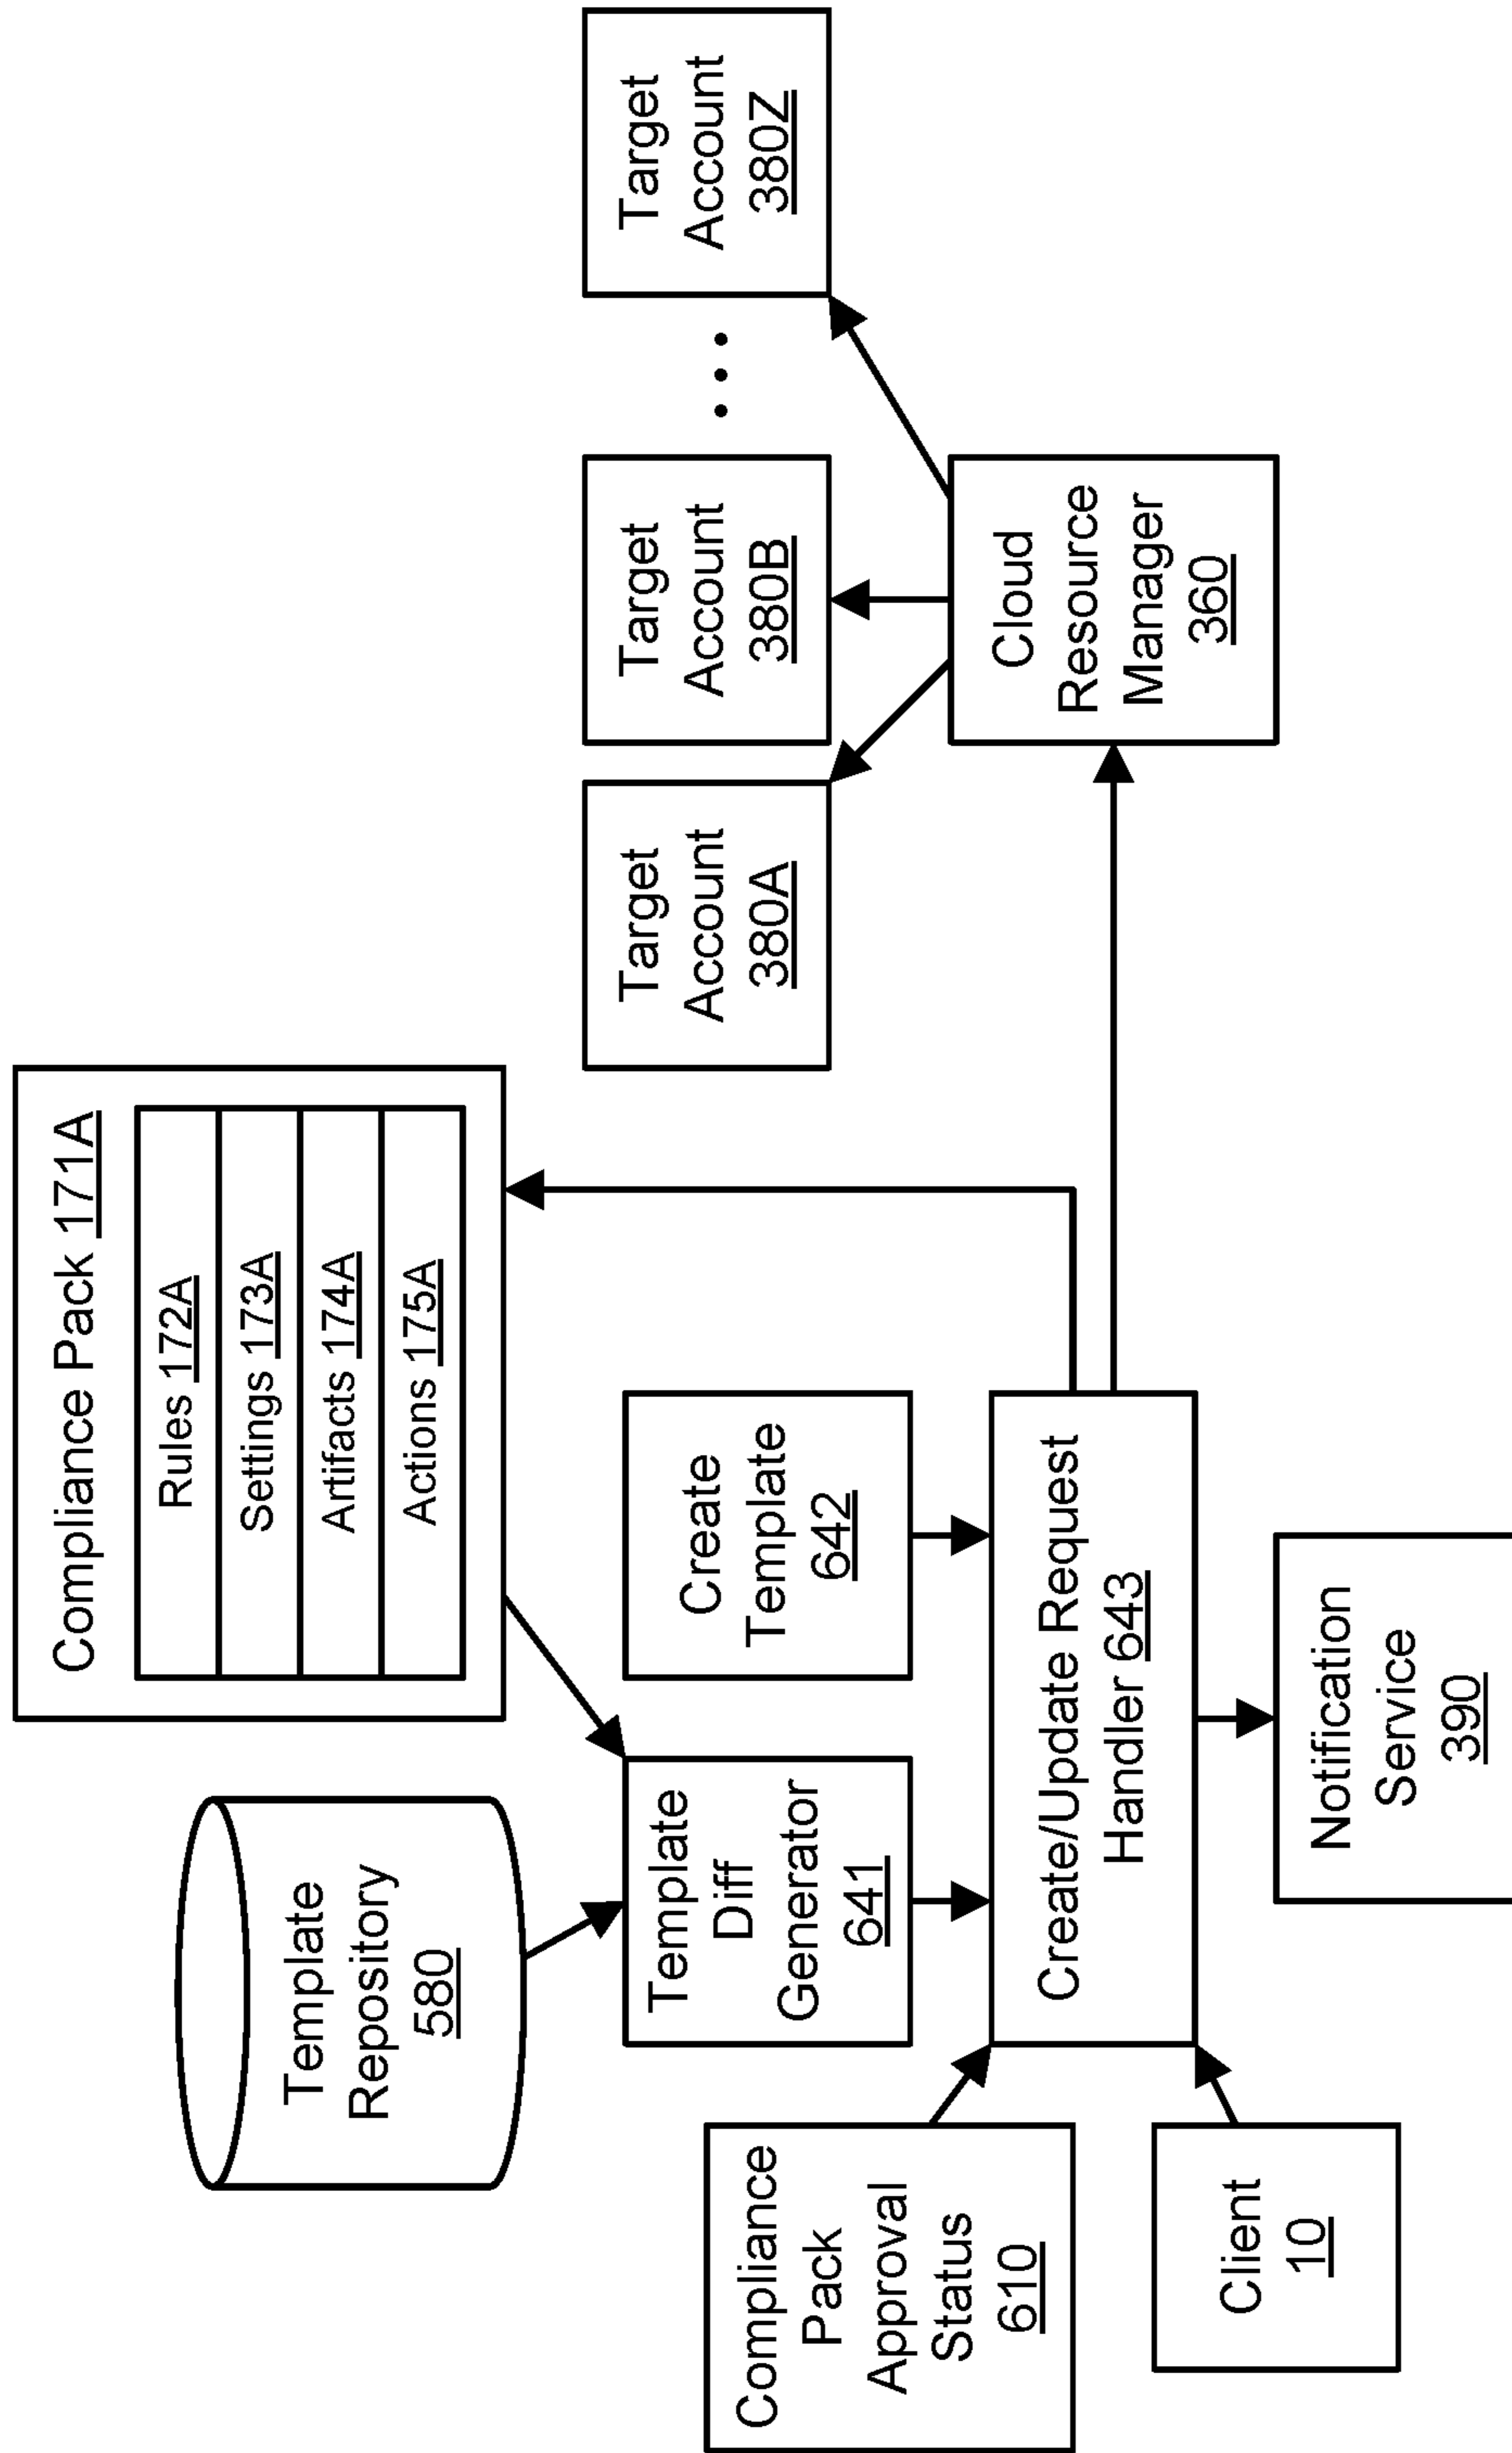 Compliance Pack 171A
Rules 172A
Settings 173A
Artifacts 174A
Actions 175A
Template
Repository
580
Template
Diff
Generator
641
Create
Template
642
Compliance
Pack
Approval
Status
610
Client
10
Create/Update Request
Handler 643
Notification
Service
390
Cloud
Resource
Manager
360
Target
Account
380A
Target
Account
380B
Target
Account
380Z